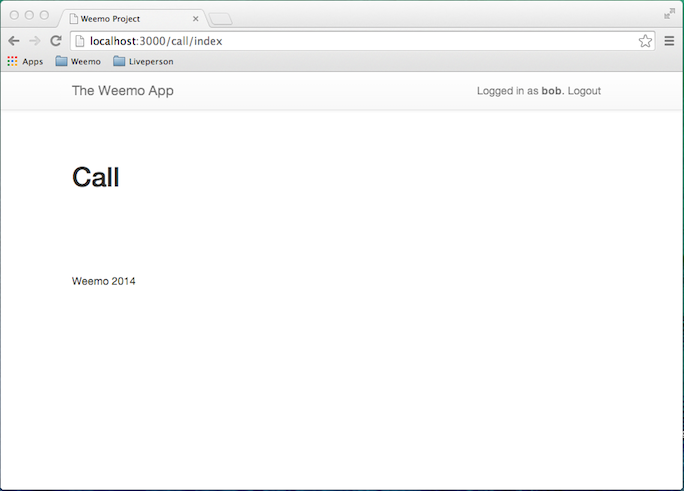 Weemo Project
localhost:3000/call/index
Apps Weemo Liveperson
The Weemo App Logged in as bob. Logout
Call
Weemo 2014